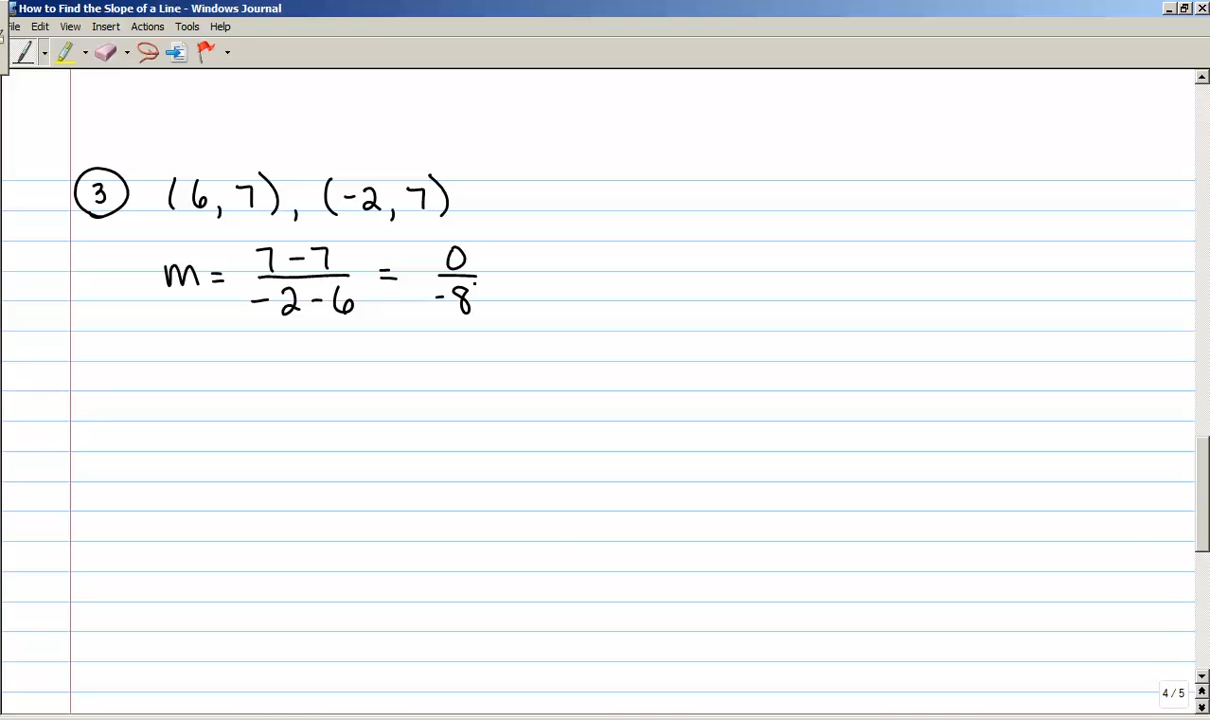 How to Find the Slope of a Line - Windows Journal
File Edit View Insert Actions Tools Help
3 (6, 7), (-2, 7)
m = 7 - 7 / -2 - 6 = 0 / -8
4 / 5